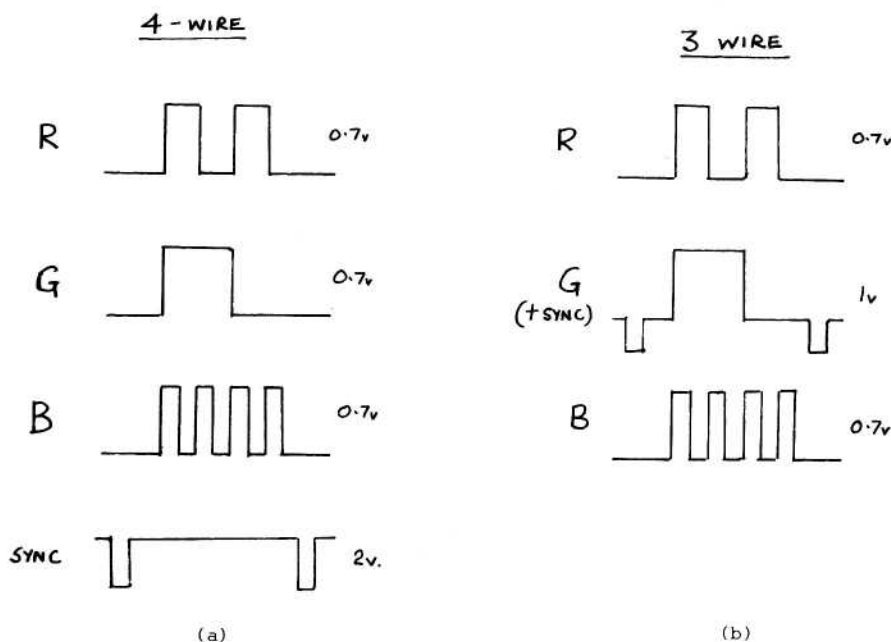 4-WIRE
R 0.7v
G 0.7v
B 0.7v
SYNC 2v.
(a)
3 WIRE
R 0.7v
G 1v
(+SYNC)
B 0.7v
(b)